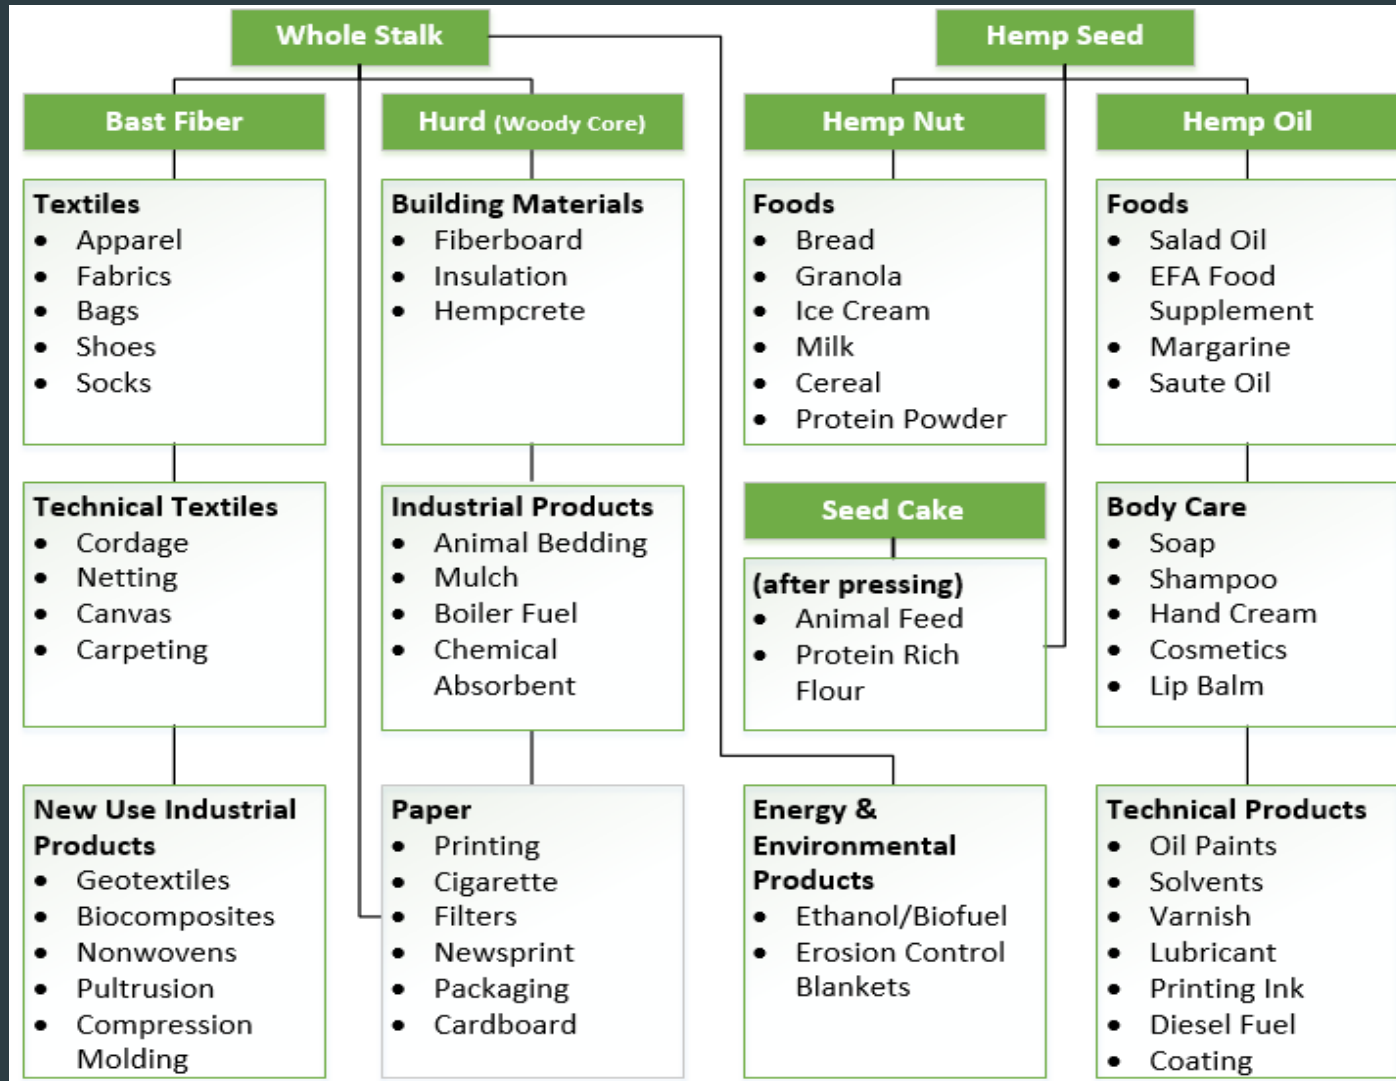 Whole Stalk
Hemp Seed
Bast Fiber
Hurd (Woody Core)
Hemp Nut
Hemp Oil
Textiles
• Apparel
• Fabrics
• Bags
• Shoes
• Socks
Building Materials
• Fiberboard
• Insulation
• Hempcrete
Foods
• Bread
• Granola
• Ice Cream
• Milk
• Cereal
• Protein Powder
Foods
• Salad Oil
• EFA Food
Supplement
• Margarine
• Saute Oil
Technical Textiles
• Cordage
• Netting
• Canvas
• Carpeting
Industrial Products
• Animal Bedding
• Mulch
• Boiler Fuel
• Chemical
Absorbent
Seed Cake
(after pressing)
• Animal Feed
• Protein Rich
Flour
Body Care
• Soap
• Shampoo
• Hand Cream
• Cosmetics
• Lip Balm
New Use Industrial
Products
• Geotextiles
• Biocomposites
• Nonwovens
• Pultrusion
• Compression
Molding
Paper
• Printing
• Cigarette
• Filters
• Newsprint
• Packaging
• Cardboard
Energy &
Environmental
Products
• Ethanol/Biofuel
• Erosion Control
Blankets
Technical Products
• Oil Paints
• Solvents
• Varnish
• Lubricant
• Printing Ink
• Diesel Fuel
• Coating